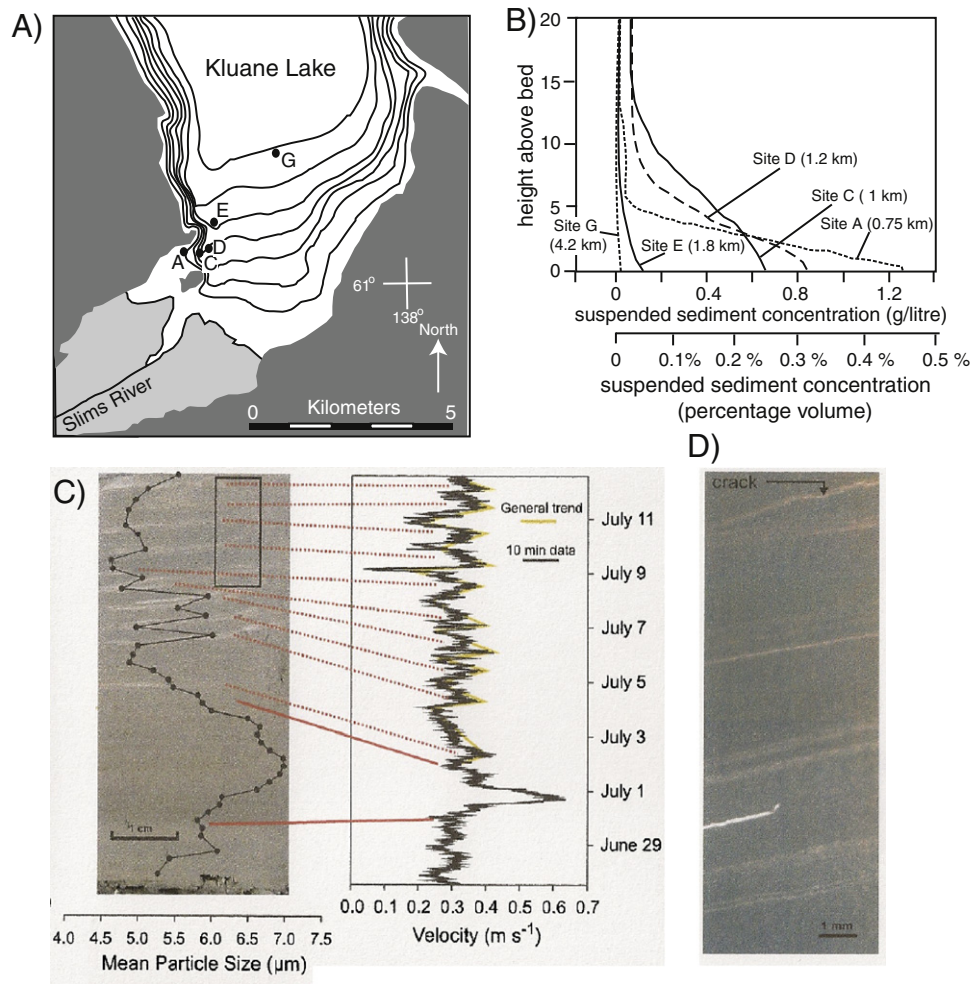 A)
Kluane Lake
G
E
D
A
C
61°
138°
North
Slims River
0 Kilometers 5
B)
height above bed
20
15
10
5
0
Site D (1.2 km)
Site C ( 1 km)
Site A (0.75 km)
Site G
(4.2 km)
Site E (1.8 km)
0 0.4 0.8 1.2
suspended sediment concentration (g/litre)
0 0.1% 0.2 % 0.3 % 0.4 % 0.5 %
suspended sediment concentration
(percentage volume)
C)
1 cm
4.0 4.5 5.0 5.5 6.0 6.5 7.0 7.5
Mean Particle Size (µm)
General trend
10 min data
July 11
July 9
July 7
July 5
July 3
July 1
June 29
0.0 0.1 0.2 0.3 0.4 0.5 0.6 0.7
Velocity (m s⁻¹)
D)
crack
1 mm